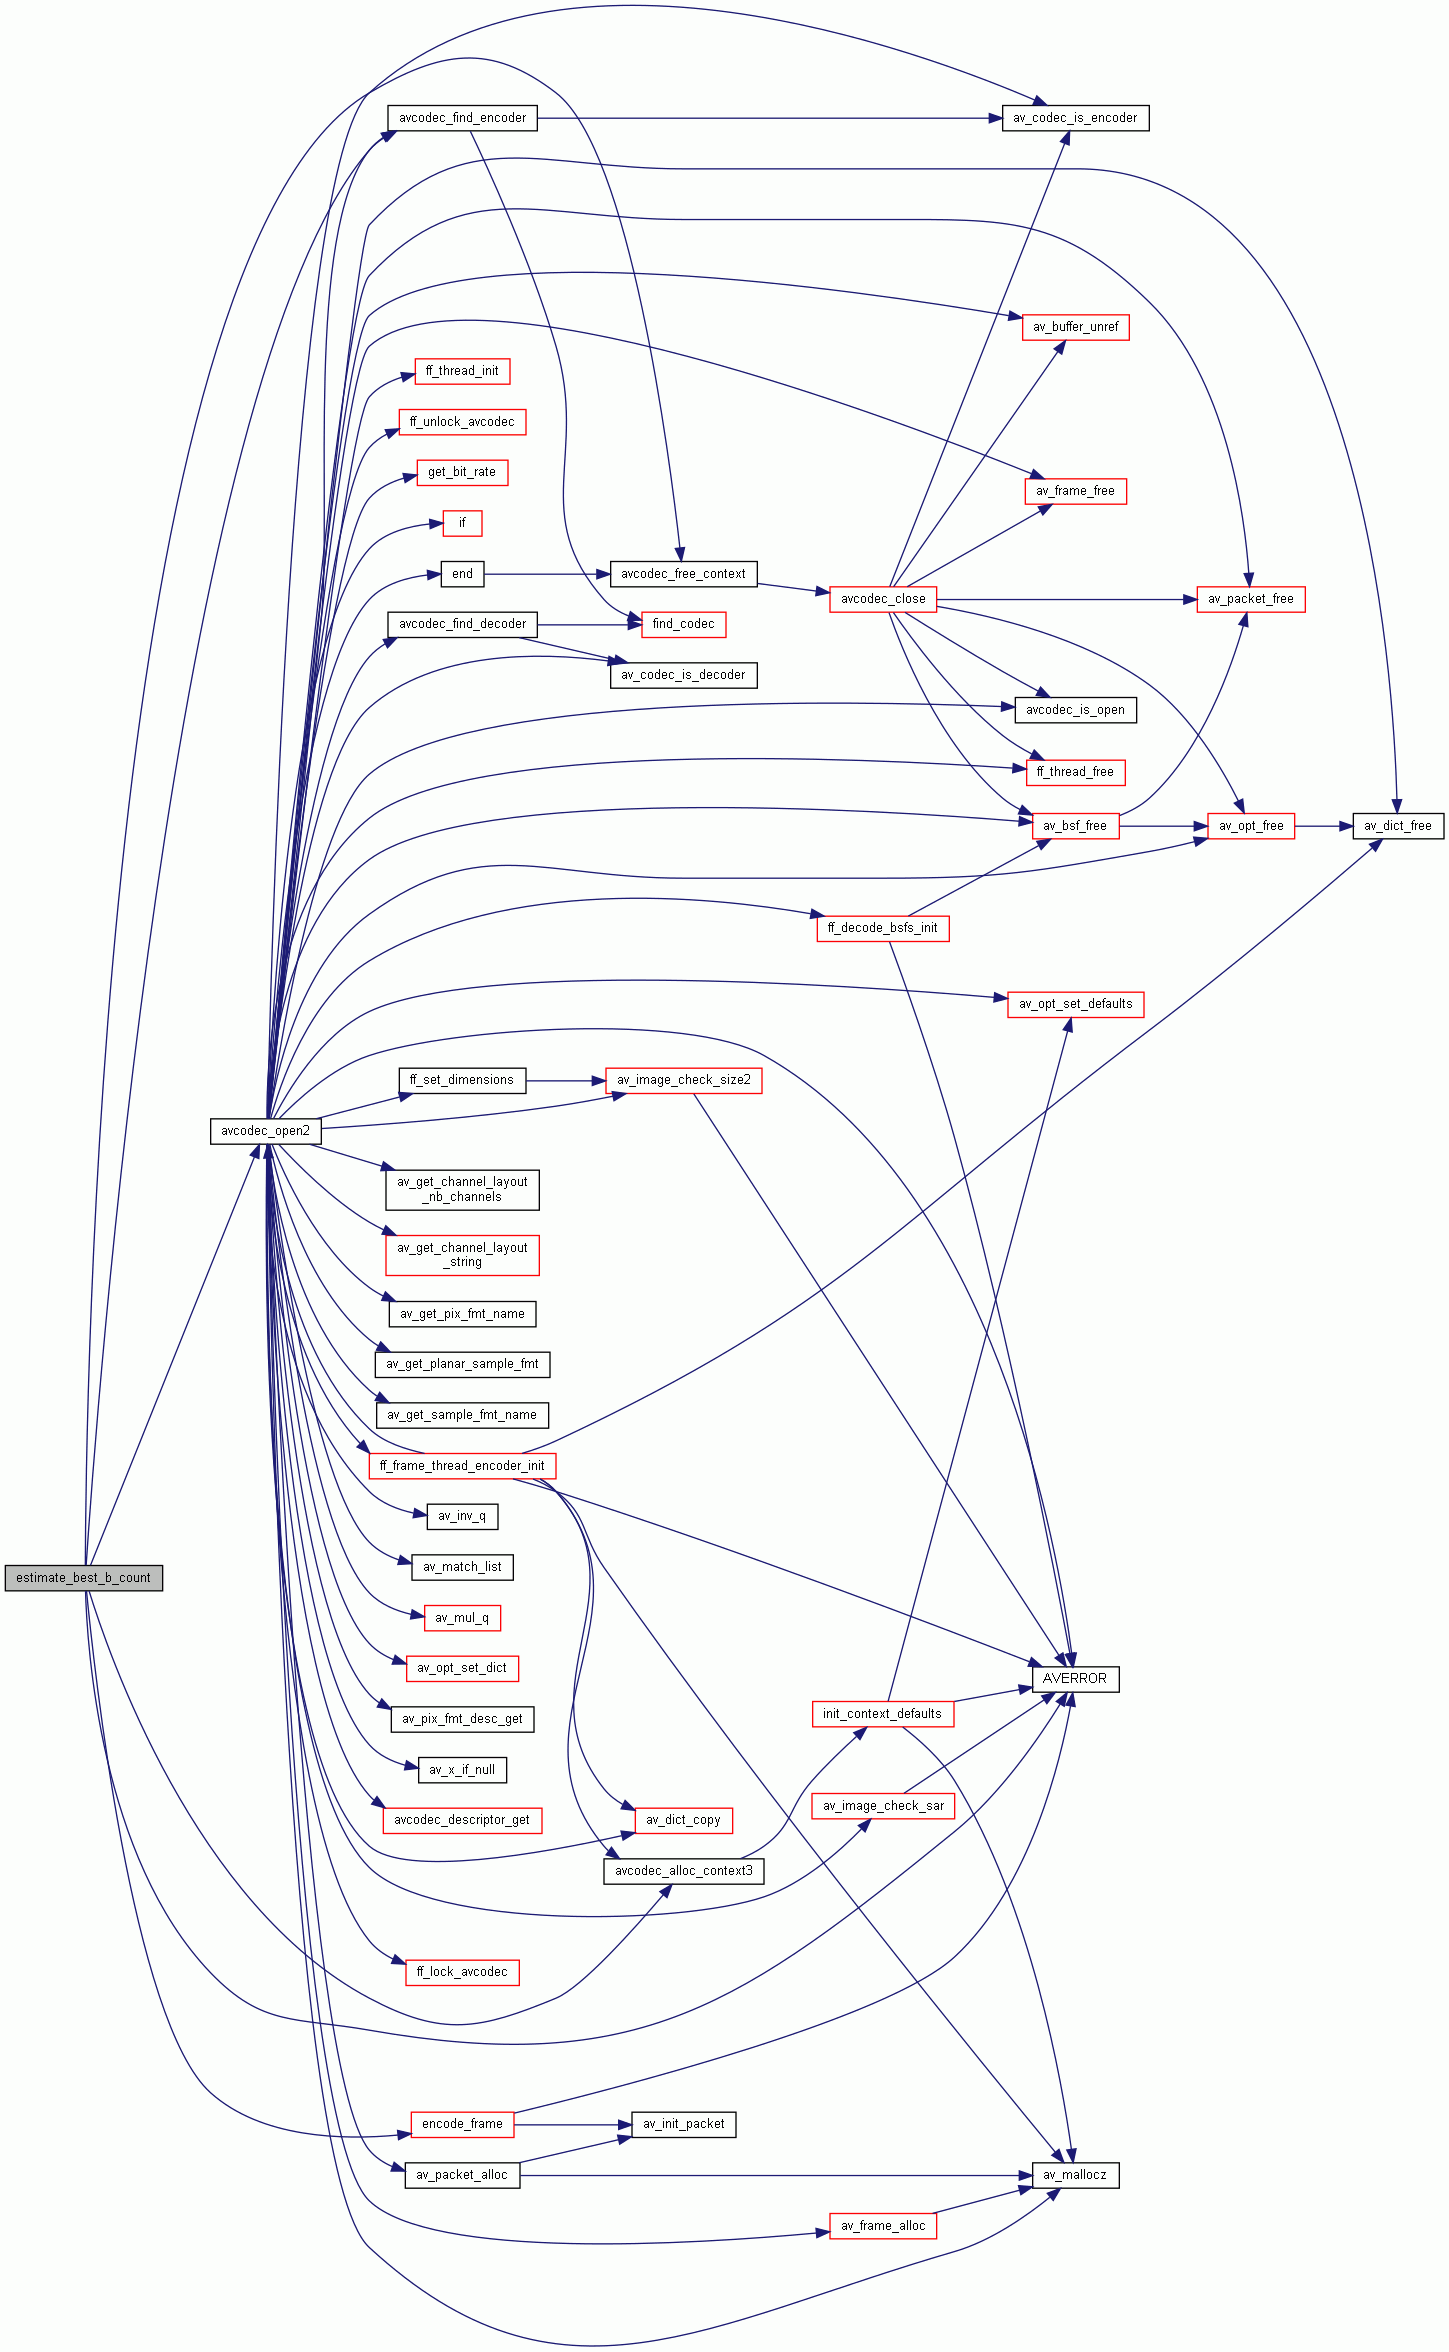 avcodec_find_encoder
av_codec_is_encoder
av_buffer_unref
ff_thread_init
ff_unlock_avcodec
get_bit_rate
av_frame_free
if
end
avcodec_free_context
avcodec_close
av_packet_free
avcodec_find_decoder
find_codec
av_codec_is_decoder
avcodec_is_open
ff_thread_free
av_bsf_free
av_opt_free
av_dict_free
ff_decode_bsfs_init
av_opt_set_defaults
ff_set_dimensions
av_image_check_size2
avcodec_open2
av_get_channel_layout
_nb_channels
av_get_channel_layout
_string
av_get_pix_fmt_name
av_get_planar_sample_fmt
av_get_sample_fmt_name
ff_frame_thread_encoder_init
av_inv_q
av_match_list
estimate_best_b_count
av_mul_q
av_opt_set_dict
AVERROR
av_pix_fmt_desc_get
init_context_defaults
av_x_if_null
av_image_check_sar
avcodec_descriptor_get
av_dict_copy
avcodec_alloc_context3
ff_lock_avcodec
encode_frame
av_init_packet
av_packet_alloc
av_mallocz
av_frame_alloc